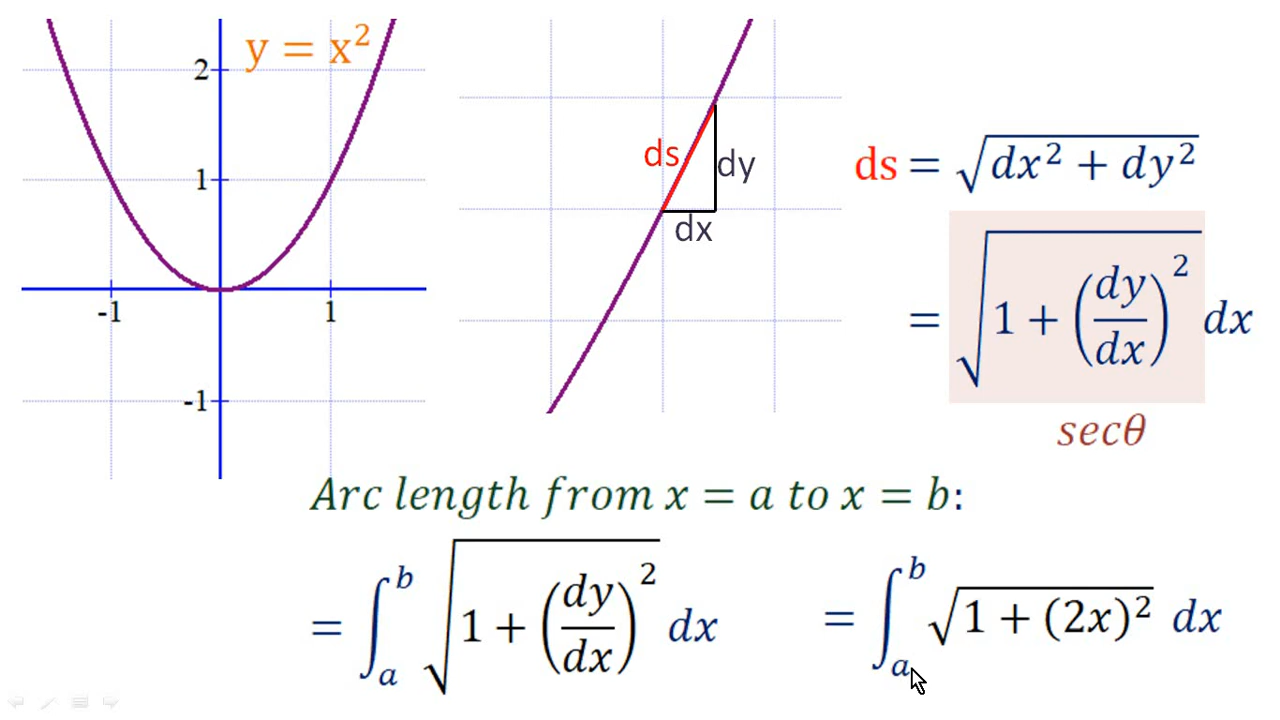 y = x²
2
1
-1
1
-1
ds
dy
dx
ds = √(dx² + dy²)
= √(1 + (dy/dx)²) dx
secθ
Arc length from x = a to x = b:
= ∫ₐᵇ √(1 + (dy/dx)²) dx
= ∫ₐᵇ √(1 + (2x)²) dx